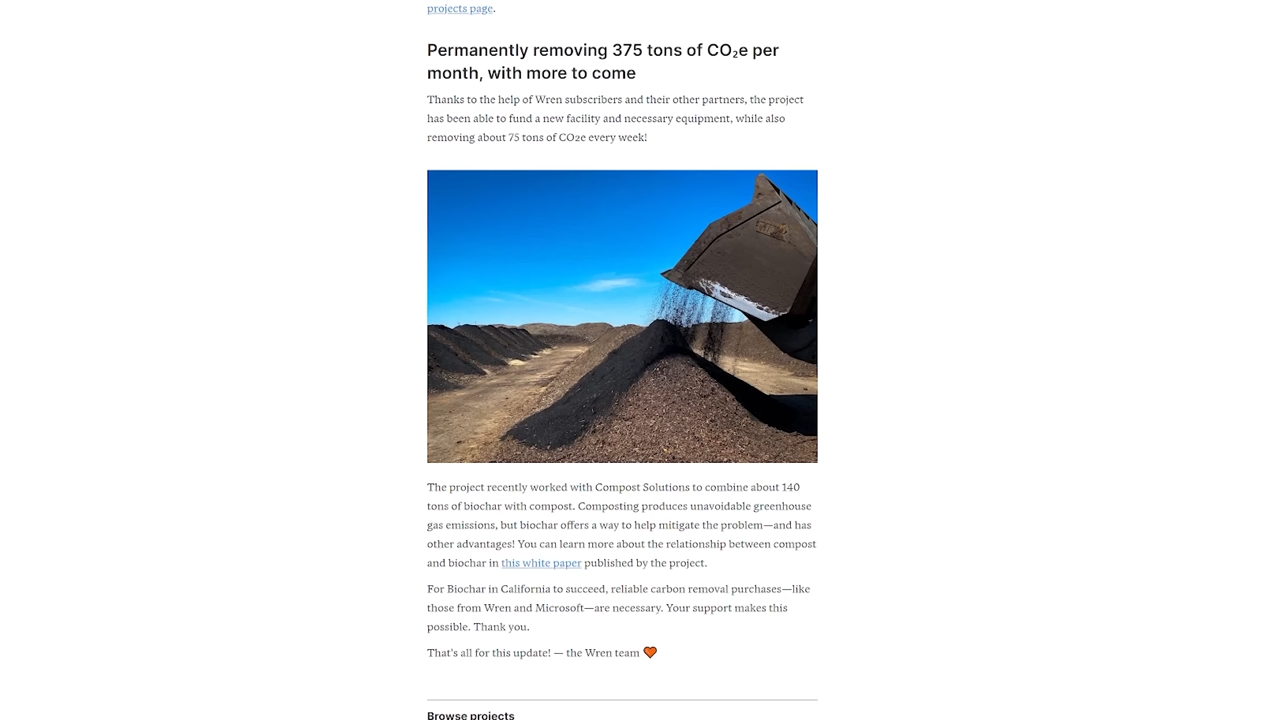 projects page.
Permanently removing 375 tons of CO₂e per
month, with more to come
Thanks to the help of Wren subscribers and their other partners, the project
has been able to fund a new facility and necessary equipment, while also
removing about 75 tons of CO2e every week!
The project recently worked with Compost Solutions to combine about 140
tons of biochar with compost. Composting produces unavoidable greenhouse
gas emissions, but biochar offers a way to help mitigate the problem—and has
other advantages! You can learn more about the relationship between compost
and biochar in this white paper published by the project.
For Biochar in California to succeed, reliable carbon removal purchases—like
those from Wren and Microsoft—are necessary. Your support makes this
possible. Thank you.
That's all for this update! — the Wren team 🧡
Browse projects